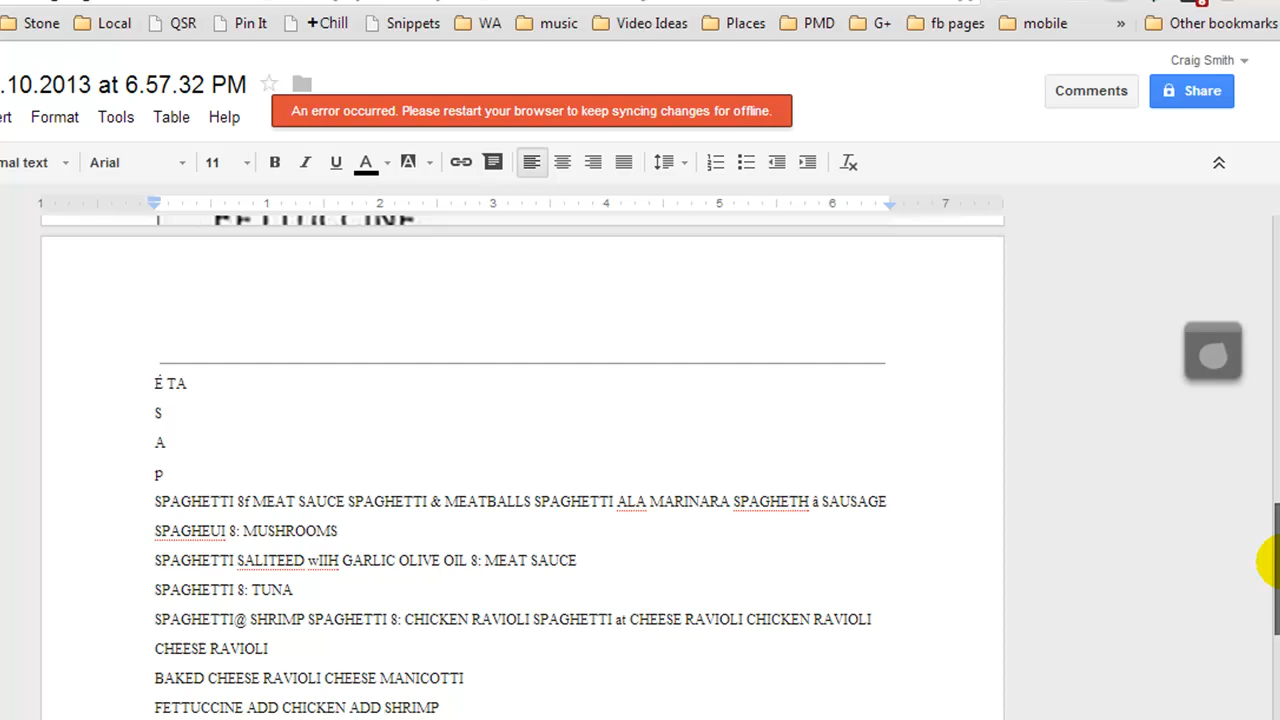 Stone Local QSR Pin It +Chill Snippets WA music Video Ideas Places PMD G+ fb pages mobile » Other bookmarks
Craig Smith
.10.2013 at 6.57.32 PM
Comments Share
An error occurred. Please restart your browser to keep syncing changes for offline.
rt Format Tools Table Help
mal text Arial 11 B I U A A
1 1 2 3 4 5 6 7
FETTUCCINE
É TA
S
A
p
SPAGHETTI 8f MEAT SAUCE SPAGHETTI & MEATBALLS SPAGHETTI ALA MARINARA SPAGHETH â SAUSAGE
SPAGHEUI 8: MUSHROOMS
SPAGHETTI SALITEED wIIH GARLIC OLIVE OIL 8: MEAT SAUCE
SPAGHETTI 8: TUNA
SPAGHETTI@ SHRIMP SPAGHETTI 8: CHICKEN RAVIOLI SPAGHETTI at CHEESE RAVIOLI CHICKEN RAVIOLI
CHEESE RAVIOLI
BAKED CHEESE RAVIOLI CHEESE MANICOTTI
FETTUCCINE ADD CHICKEN ADD SHRIMP